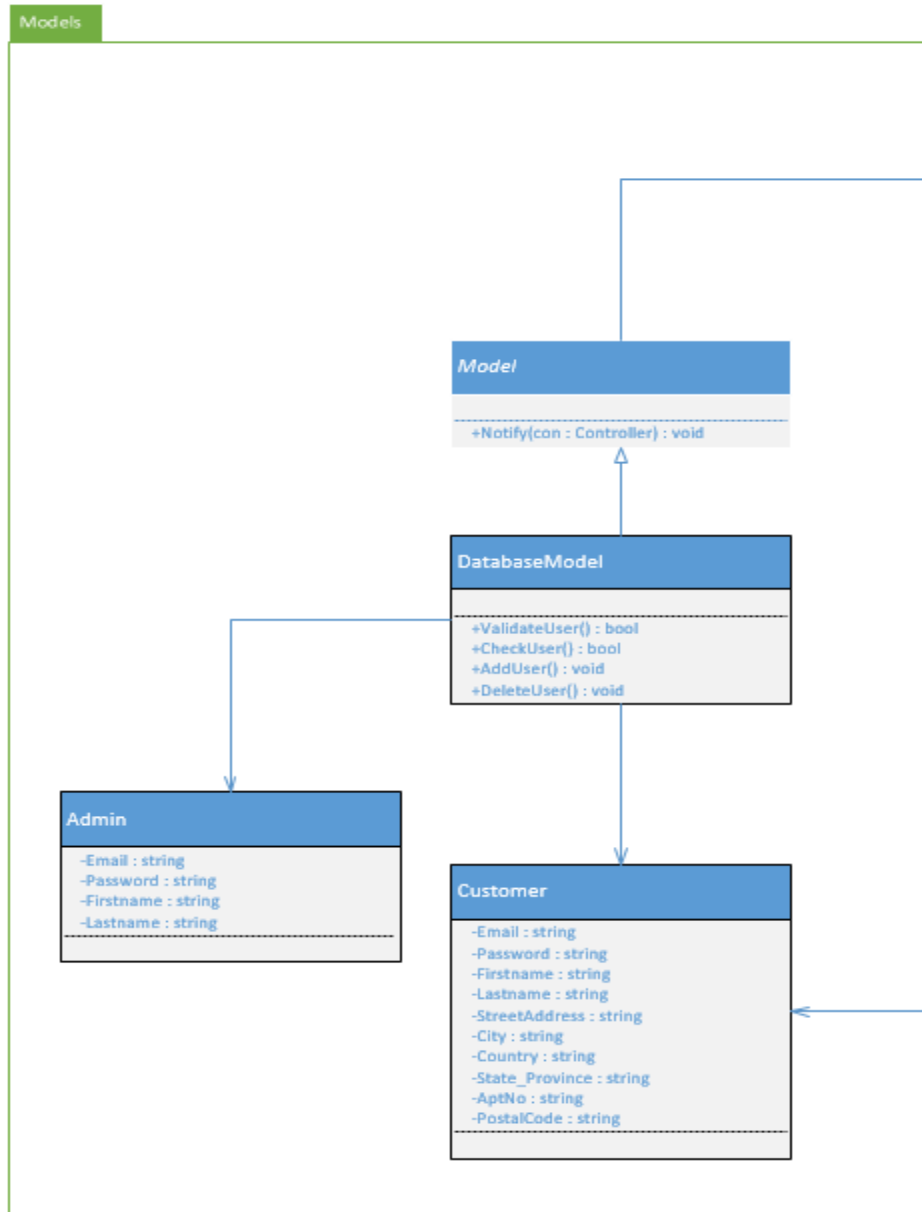 Models
Model
+Notify(con : Controller) : void
DatabaseModel
+ValidateUser() : bool
+CheckUser() : bool
+AddUser() : void
+DeleteUser() : void
Admin
-Email : string
-Password : string
-Firstname : string
-Lastname : string
Customer
-Email : string
-Password : string
-Firstname : string
-Lastname : string
-StreetAddress : string
-City : string
-Country : string
-State_Province : string
-AptNo : string
-PostalCode : string